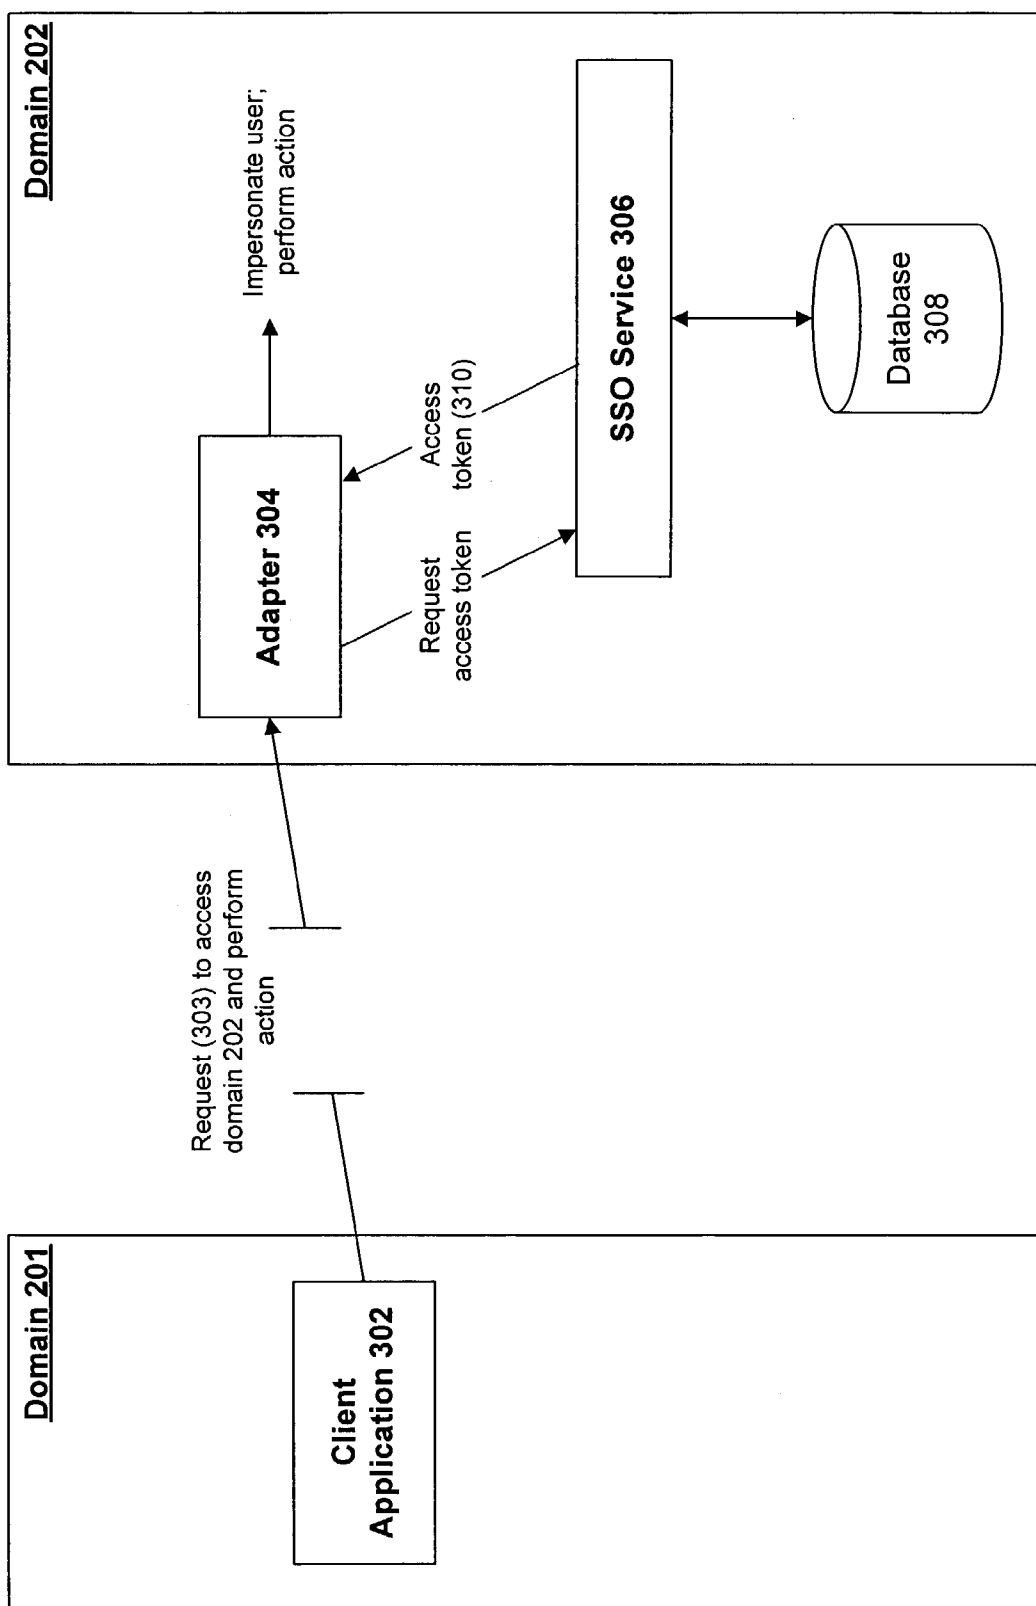 Domain 201
Client
Application 302
Request (303) to access
domain 202 and perform
action
Domain 202
Adapter 304
Impersonate user;
perform action
Request
access token
Access
token (310)
SSO Service 306
Database
308